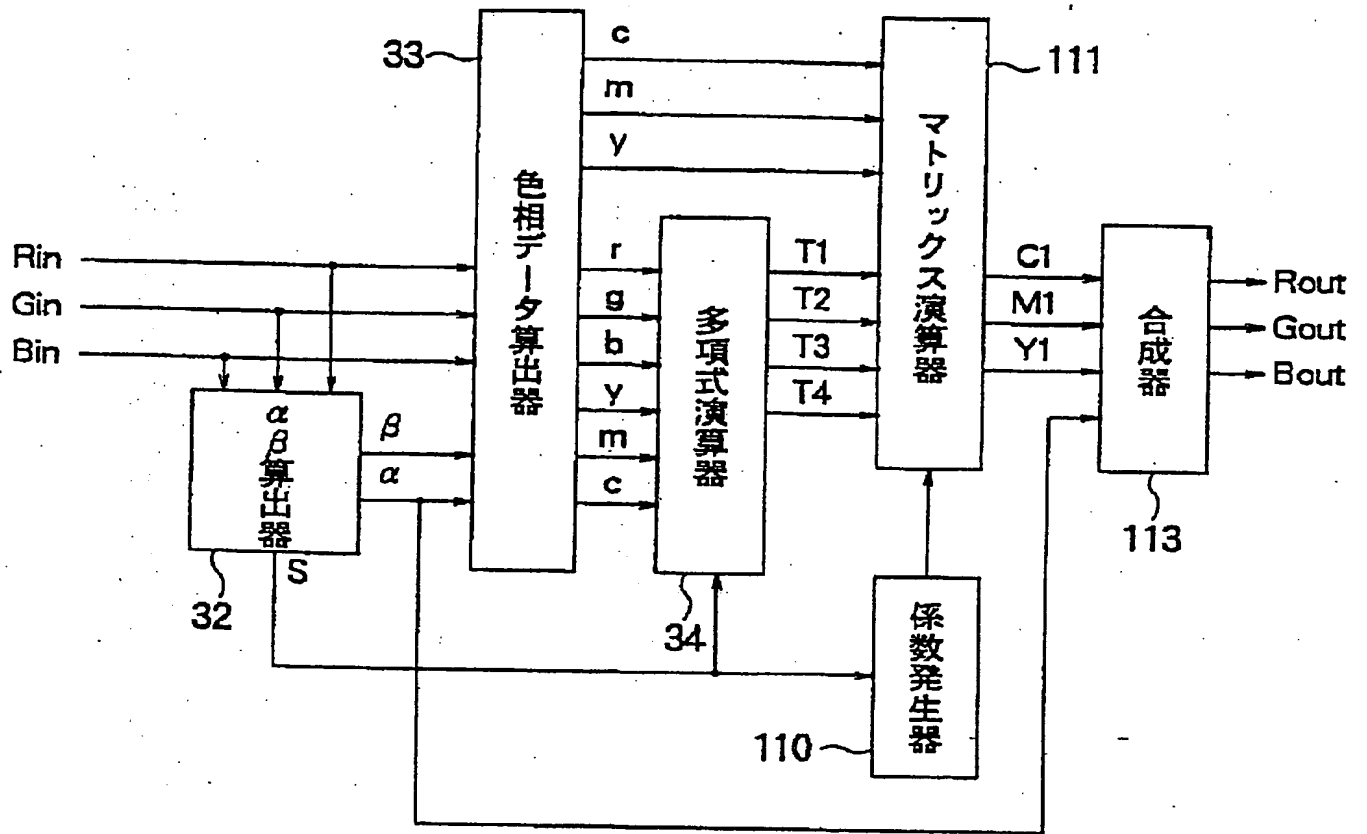 Rin
Gin
Bin
αβ算出器
32
β
α
S
33
色相データ算出器
c
m
y
r
g
b
y
m
c
多項式演算器
34
T1
T2
T3
T4
マトリックス演算器
111
係数発生器
110
C1
M1
Y1
合成器
113
Rout
Gout
Bout